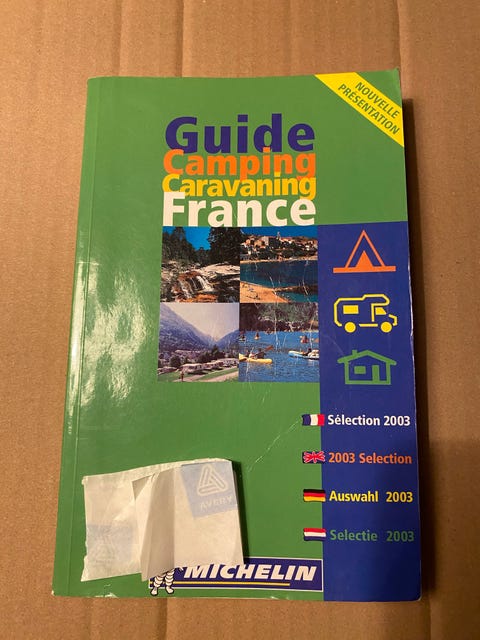 NOUVELLE
PRÉSENTATION
Guide
Camping
Caravaning
France
Sélection 2003
2003 Selection
Auswahl 2003
Selectie 2003
AVERY
MICHELIN